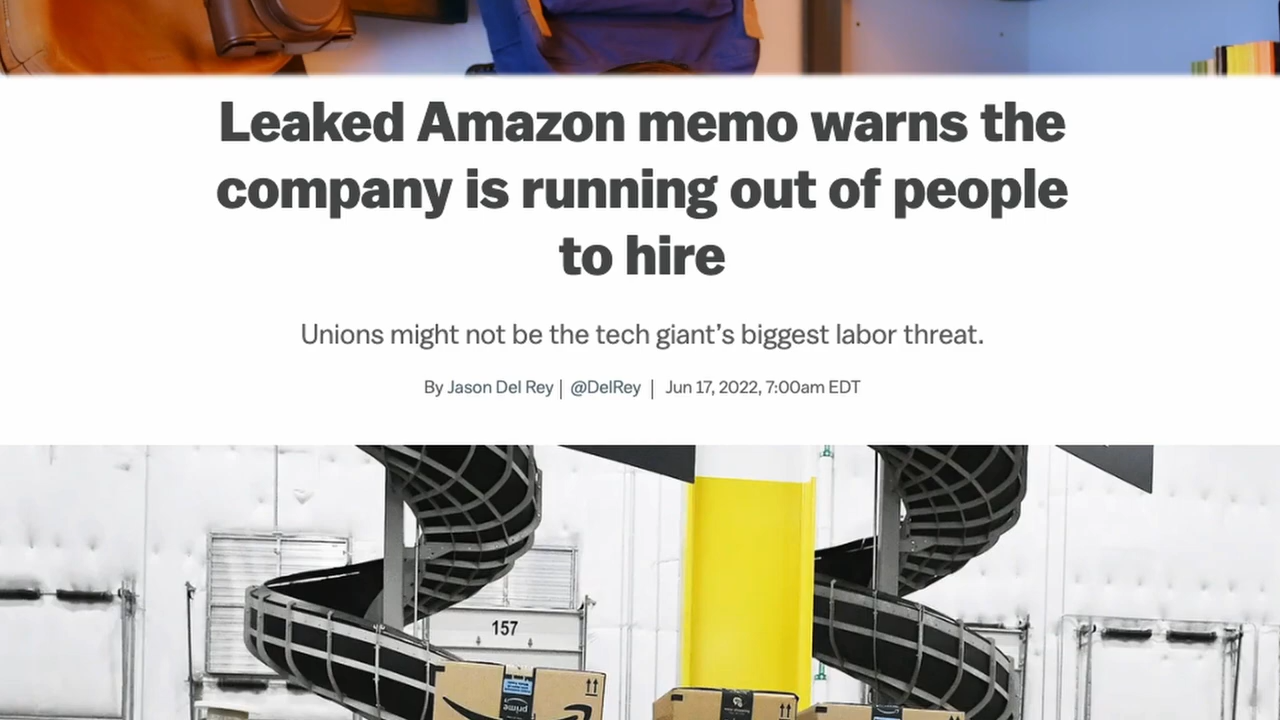 Leaked Amazon memo warns the
company is running out of people
to hire
Unions might not be the tech giant’s biggest labor threat.
By Jason Del Rey | @DelRey | Jun 17, 2022, 7:00am EDT
157
prime